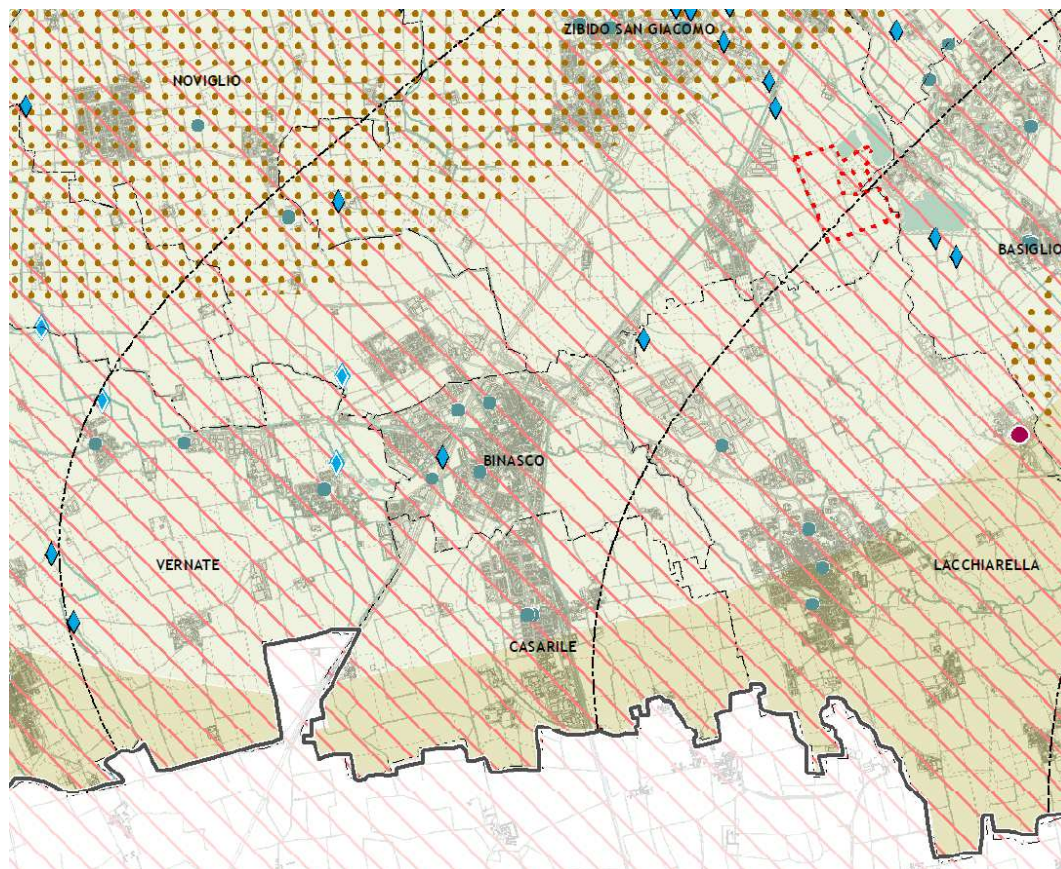 ZIBIDO SAN GIACOMO
NOVIGLIO
BASIGLIO
BINASCO
VERNATE
LACCHIARELLA
CASARILE